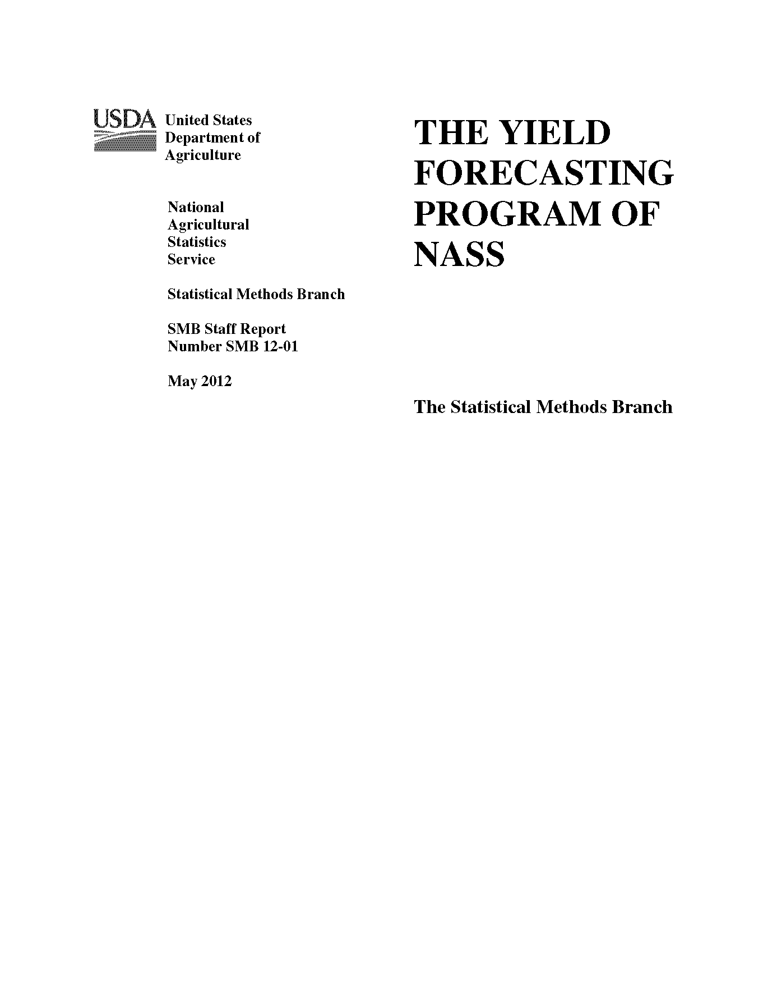 USDA
United States
Department of
Agriculture
National
Agricultural
Statistics
Service
Statistical Methods Branch
SMB Staff Report
Number SMB 12-01
May 2012
THE YIELD
FORECASTING
PROGRAM OF
NASS
The Statistical Methods Branch